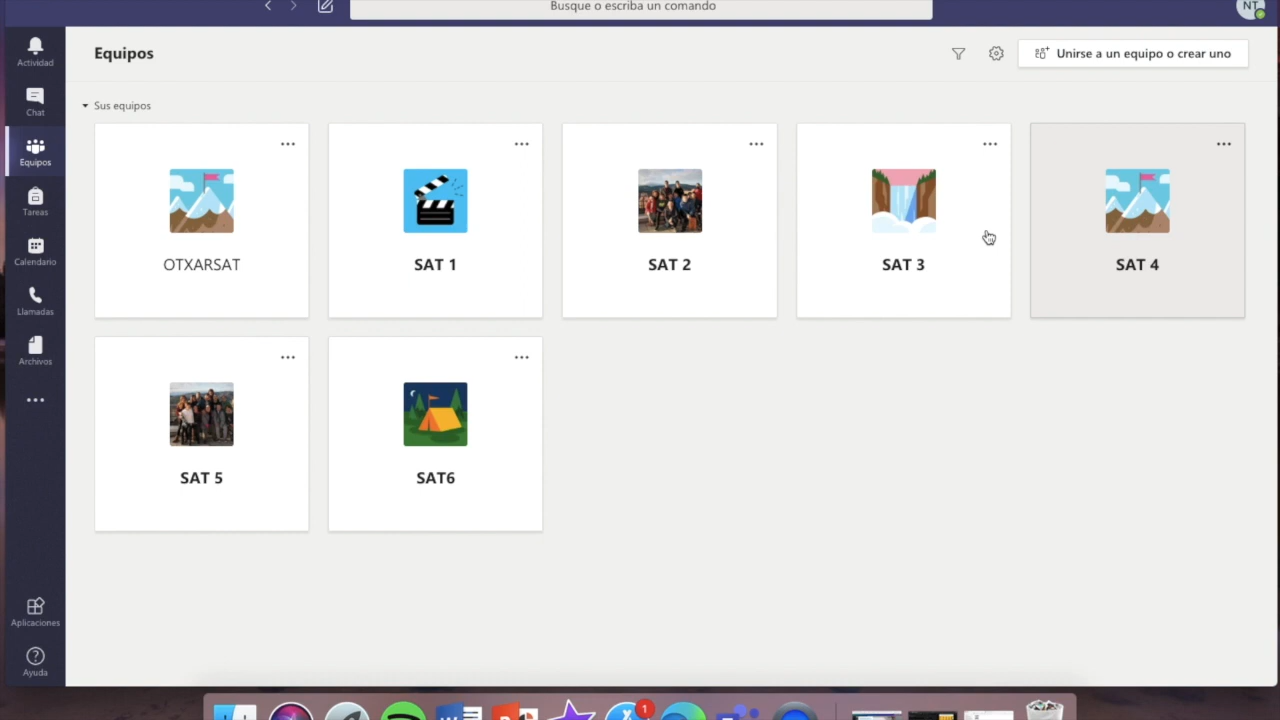 Busque o escriba un comando
NT
Actividad
Chat
Equipos
Tareas
Calendario
Llamadas
Archivos
Aplicaciones
Ayuda
Equipos
Unirse a un equipo o crear uno
Sus equipos
OTXARSAT
SAT 1
SAT 2
SAT 3
SAT 4
SAT 5
SAT6
1